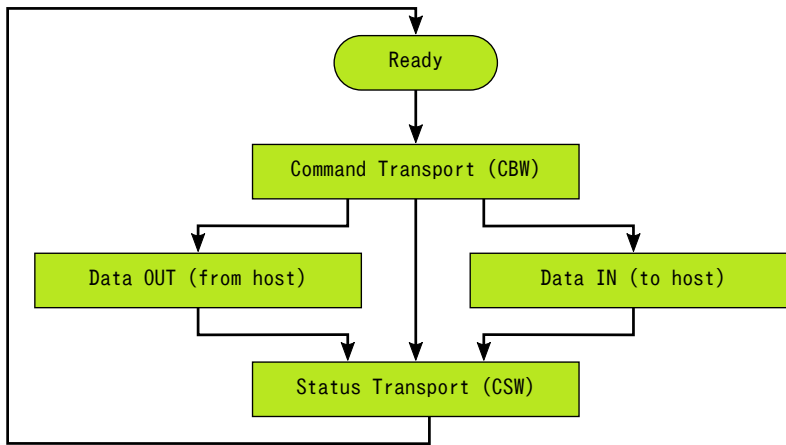 Ready
Command Transport (CBW)
Data OUT (from host)
Data IN (to host)
Status Transport (CSW)